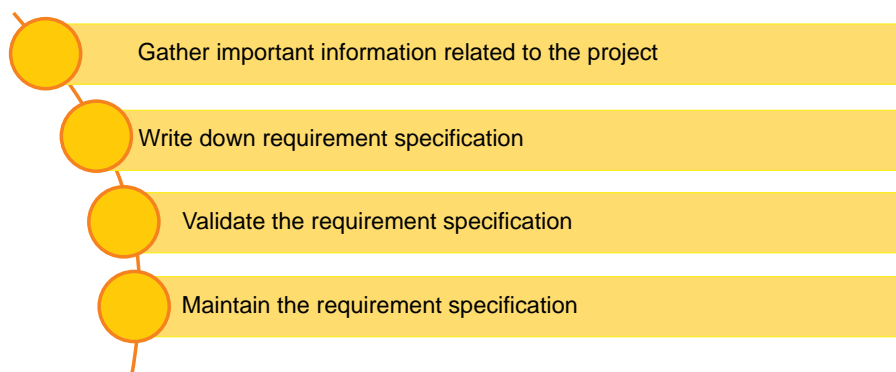 Gather important information related to the project
Write down requirement specification
Validate the requirement specification
Maintain the requirement specification